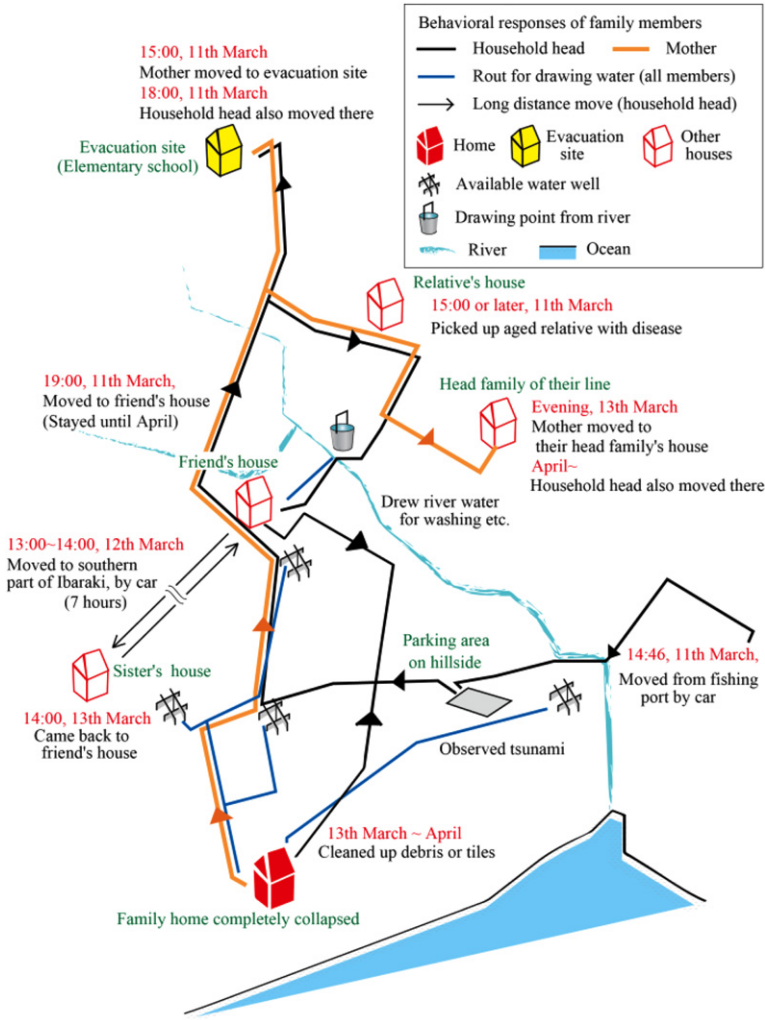 Behavioral responses of family members
Household head
Mother
Rout for drawing water (all members)
Long distance move (household head)
Home
Evacuation
site
Other
houses
Available water well
Drawing point from river
River
Ocean
15:00, 11th March
Mother moved to evacuation site
18:00, 11th March
Household head also moved there
Evacuation site
(Elementary school)
Relative's house
15:00 or later, 11th March
Picked up aged relative with disease
19:00, 11th March,
Moved to friend's house
(Stayed until April)
Head family of their line
Evening, 13th March
Mother moved to
their head family's house
April~
Household head also moved there
Friend's house
Drew river water
for washing etc.
13:00~14:00, 12th March
Moved to southern
part of Ibaraki, by car
(7 hours)
Parking area
on hillside
14:46, 11th March,
Moved from fishing
port by car
Sister's house
14:00, 13th March
Came back to
friend's house
Observed tsunami
13th March ~ April
Cleaned up debris or tiles
Family home completely collapsed